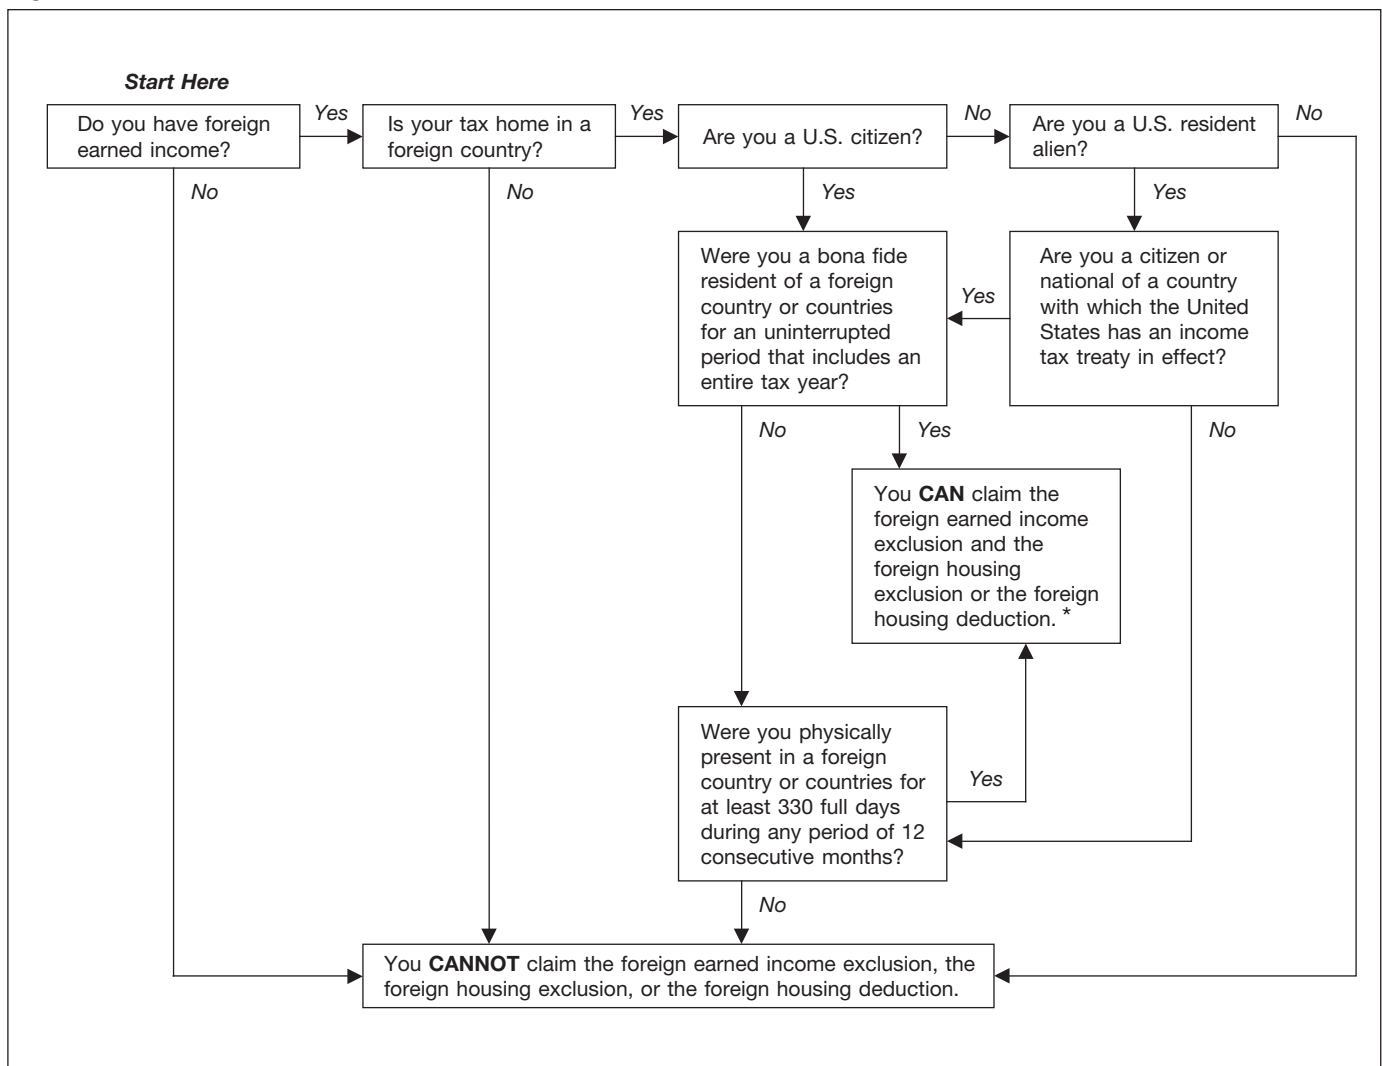 Start Here
Do you have foreign
earned income?
Yes
Is your tax home in a
foreign country?
Yes
Are you a U.S. citizen?
No
Are you a U.S. resident
alien?
No
No
No
Yes
Yes
Were you a bona fide
resident of a foreign
country or countries
for an uninterrupted
period that includes an
entire tax year?
Yes
Are you a citizen or
national of a country
with which the United
States has an income
tax treaty in effect?
No
Yes
No
You CAN claim the
foreign earned income
exclusion and the
foreign housing
exclusion or the foreign
housing deduction. *
Were you physically
present in a foreign
country or countries for
at least 330 full days
during any period of 12
consecutive months?
Yes
No
You CANNOT claim the foreign earned income exclusion, the
foreign housing exclusion, or the foreign housing deduction.